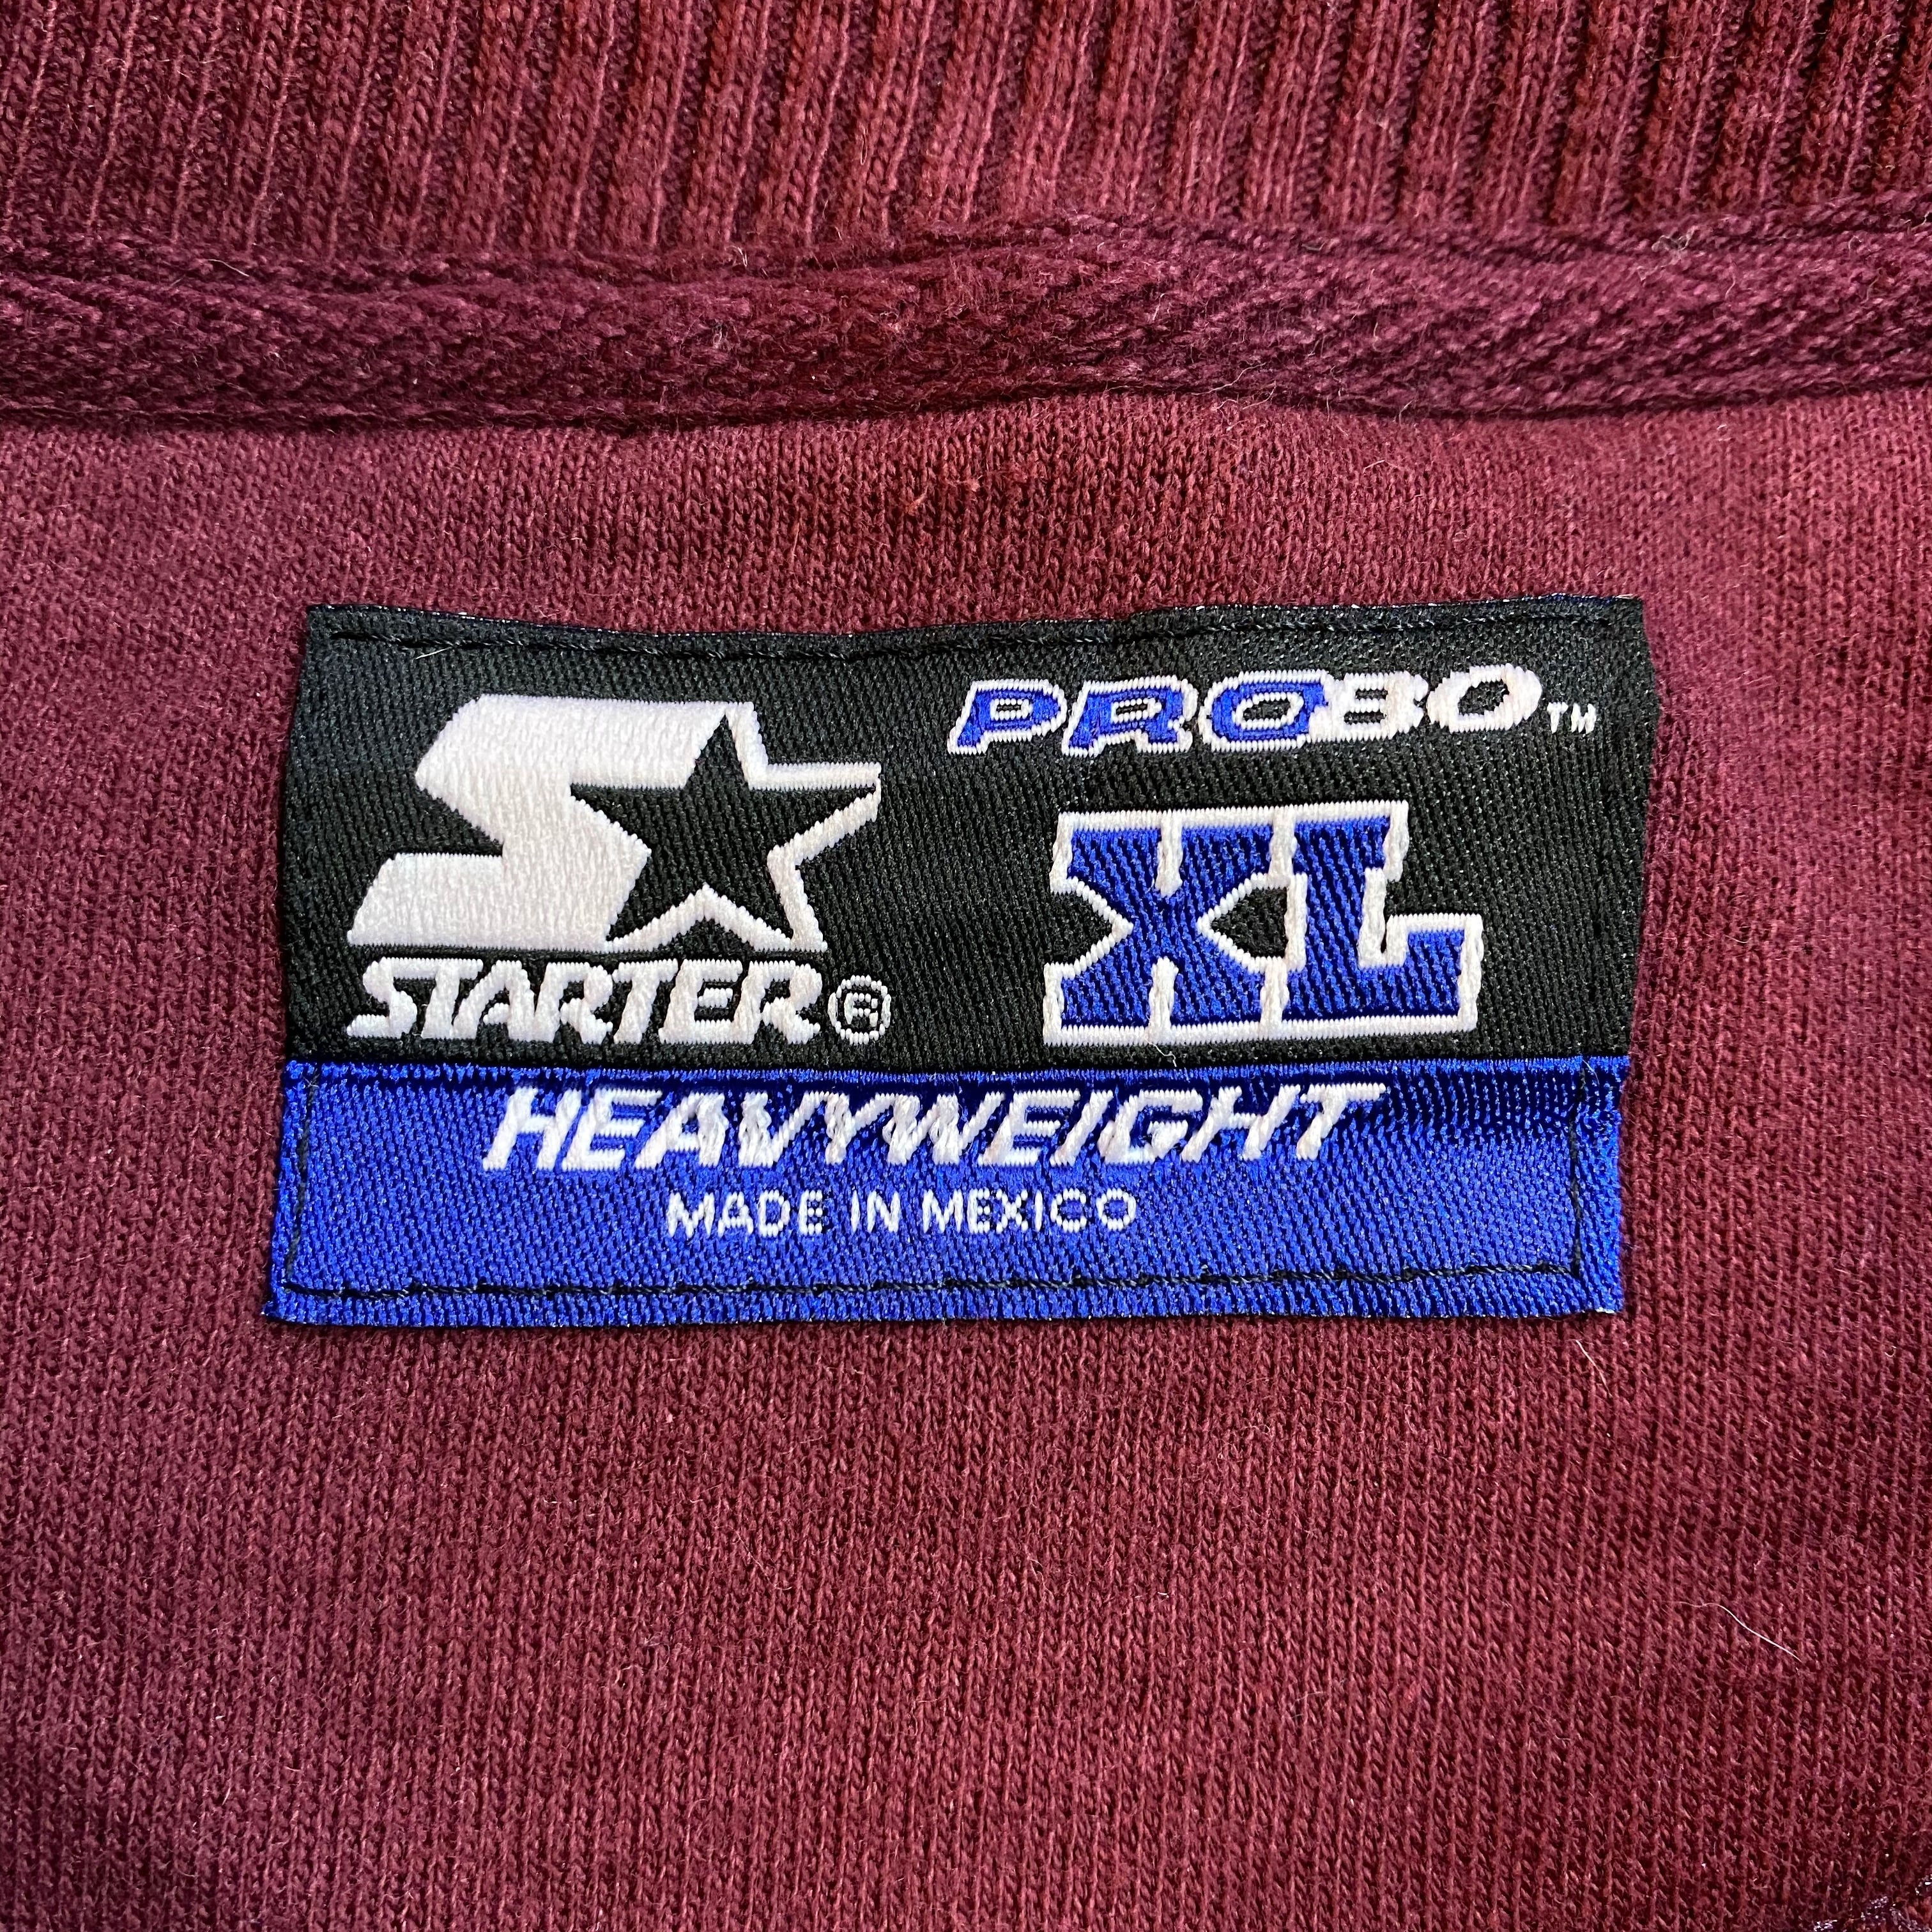 PRO80™
XL
STARTER®
HEAVYWEIGHT
MADE IN MEXICO